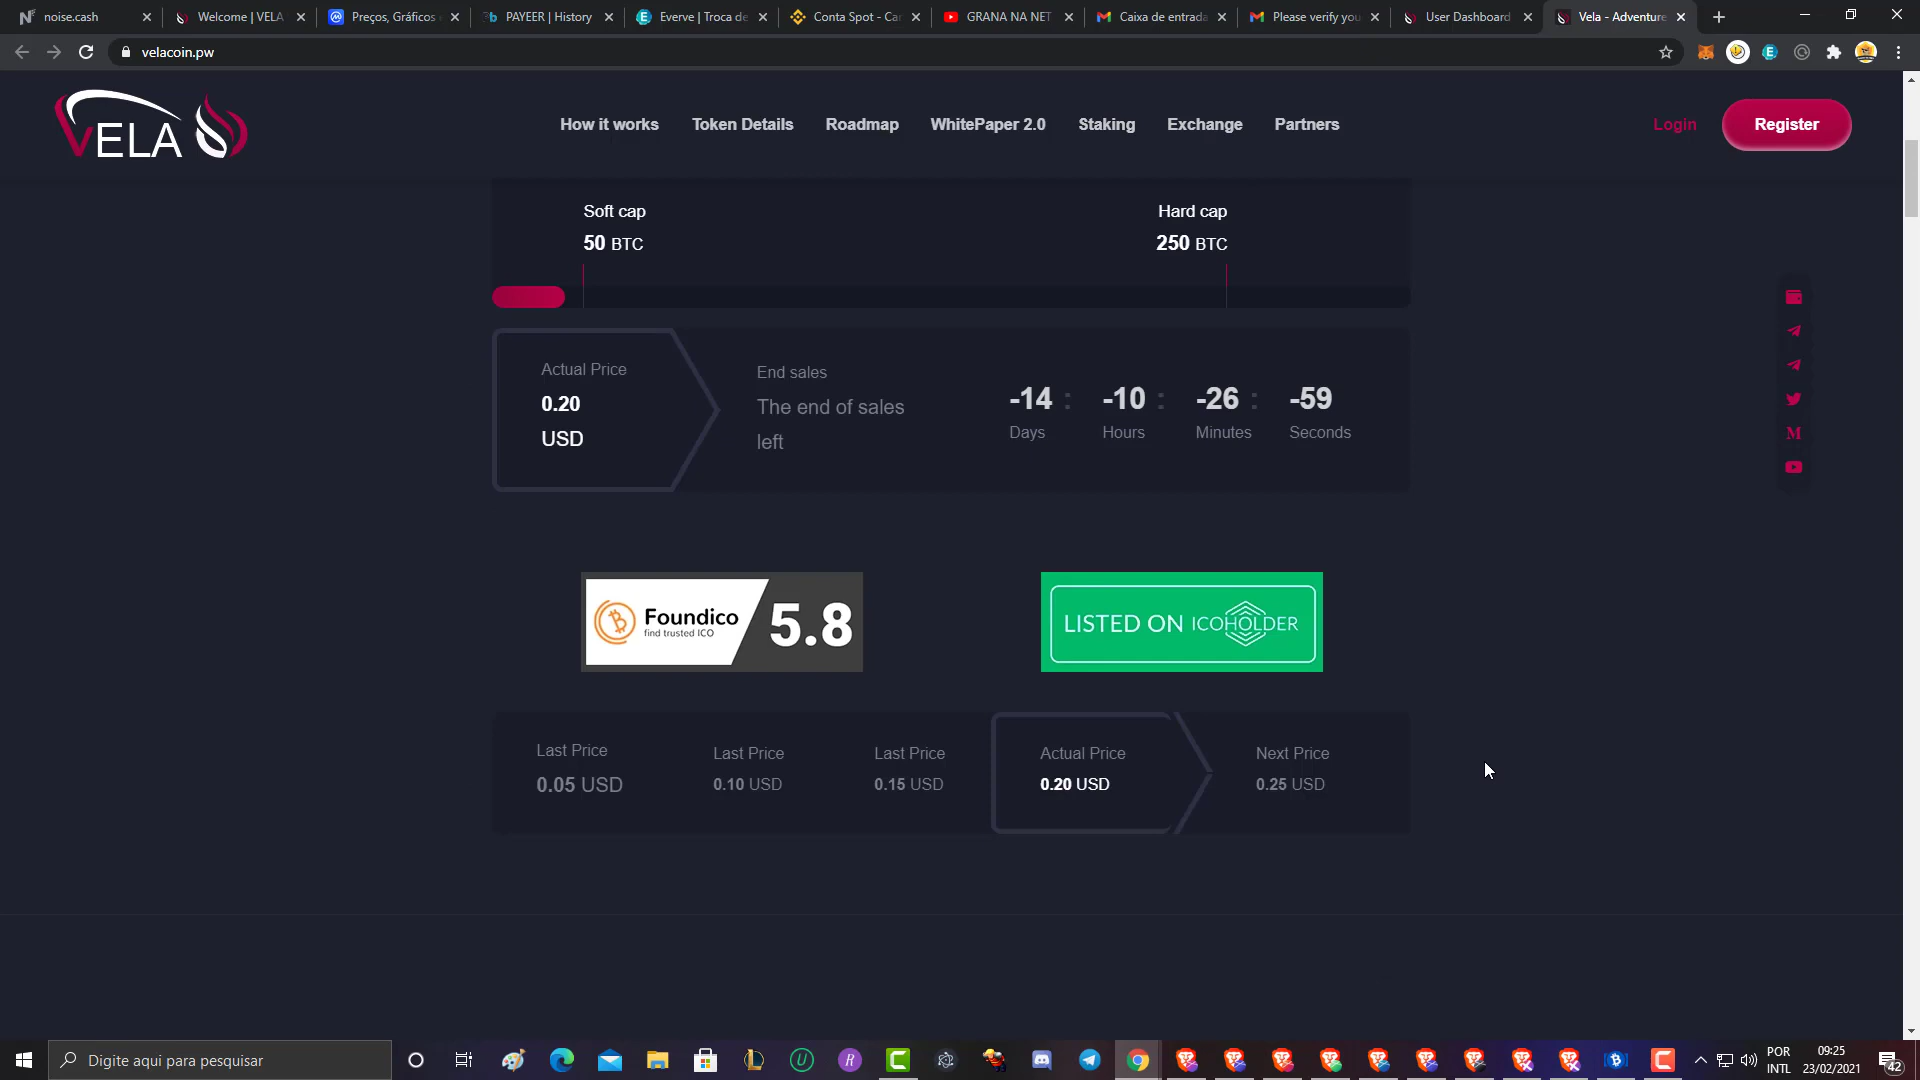 noise.cash
Welcome | VELA
Preços, Gráficos
PAYEER | History
Everve | Troca de
Conta Spot - Car
GRANA NA NET
Caixa de entrada
Please verify you
User Dashboard
Vela - Adventure
velacoin.pw
VELA
How it works
Token Details
Roadmap
WhitePaper 2.0
Staking
Exchange
Partners
Login
Register
Soft cap
50 BTC
Hard cap
250 BTC
Actual Price
0.20
USD
End sales
The end of sales
left
-14 : -10 : -26 : -59
Days Hours Minutes Seconds
Foundico
find trusted ICO
5.8
LISTED ON ICOHOLDER
Last Price
0.05 USD
Last Price
0.10 USD
Last Price
0.15 USD
Actual Price
0.20 USD
Next Price
0.25 USD
Digite aqui para pesquisar
POR
INTL
09:25
23/02/2021
42